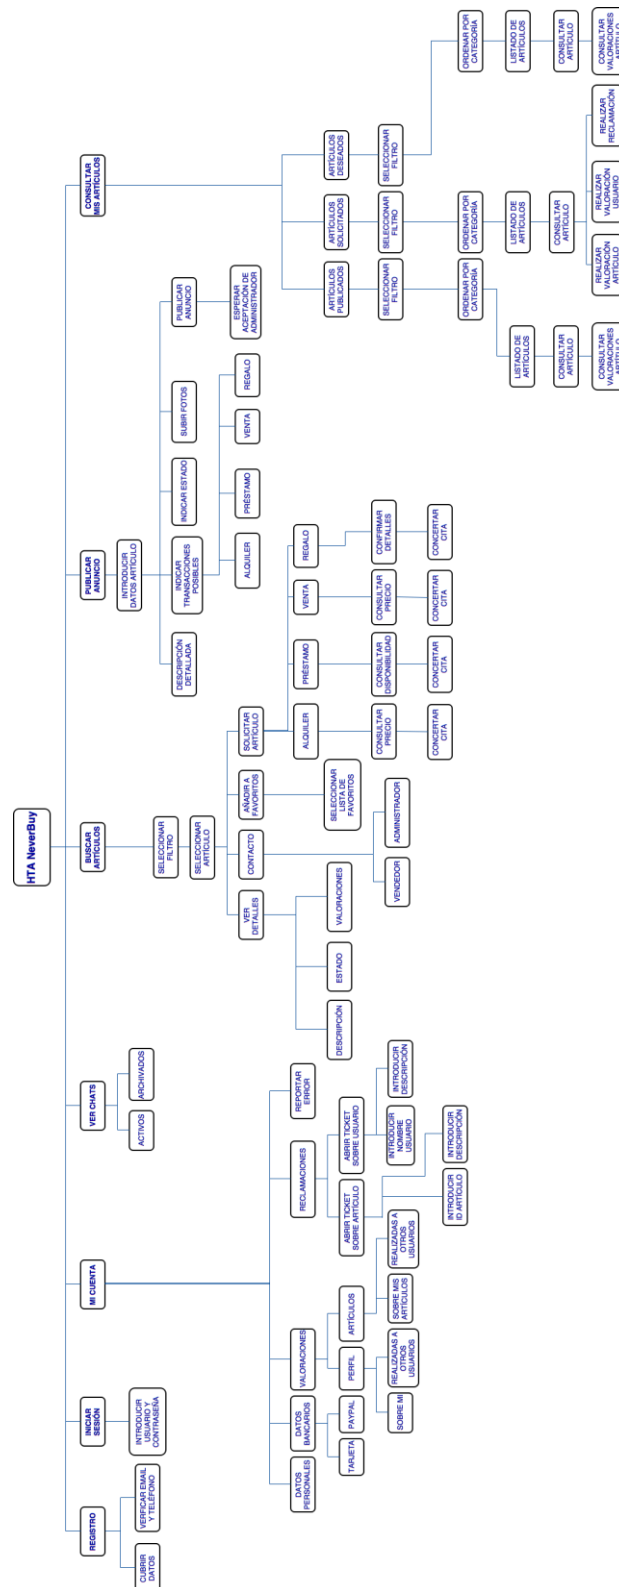 HTA NeverBuy
REGISTRO
CUBRIR
DATOS
VERFICAR EMAIL
Y TELÉFONO
INICIAR
SESIÓN
INTRODUCIR
USUARIO Y
CONTRASEÑA
MI CUENTA
DATOS
PERSONALES
DATOS
BANCARIOS
TARJETA
PAYPAL
VALORACIONES
PERFIL
SOBRE MI
REALIZADAS A
OTROS
USUARIOS
ARTÍCULOS
SOBRE MIS
ARTÍCULOS
REALIZADAS A
OTROS
USUARIOS
RECLAMACIONES
ABRIR TICKET
SOBRE ARTÍCULO
INTRODUCIR
ID ARTÍCULO
INTRODUCIR
DESCRIPCIÓN
ABRIR TICKET
SOBRE USUARIO
INTRODUCIR
NOMBRE
USUARIO
INTRODUCIR
DESCRIPCIÓN
REPORTAR
ERROR
VER CHATS
ACTIVOS
ARCHIVADOS
BUSCAR
ARTÍCULOS
SELECCIONAR
FILTRO
SELECCIONAR
ARTÍCULO
VER
DETALLES
DESCRIPCIÓN
ESTADO
VALORACIONES
CONTACTO
VENDEDOR
ADMINISTRADOR
AÑADIR A
FAVORITOS
SELECCIONAR
LISTA DE
FAVORITOS
SOLICITAR
ARTÍCULO
ALQUILER
CONSULTAR
PRECIO
CONCERTAR
CITA
PRÉSTAMO
CONSULTAR
DISPONIBILIDAD
CONCERTAR
CITA
VENTA
CONSULTAR
PRECIO
CONCERTAR
CITA
REGALO
CONFIRMAR
DETALLES
CONCERTAR
CITA
PUBLICAR
ANUNCIO
INTRODUCIR
DATOS ARTÍCULO
DESCRIPCIÓN
DETALLADA
INDICAR
TRANSACCIONES
POSIBLES
ALQUILER
PRÉSTAMO
VENTA
REGALO
INDICAR ESTADO
SUBIR FOTOS
PUBLICAR
ANUNCIO
ESPERAR
ACEPTACIÓN DE
ADMINISTRADOR
CONSULTAR
MIS ARTÍCULOS
ARTÍCULOS
PUBLICADOS
SELECCIONAR
FILTRO
ORDENAR POR
CATEGORÍA
LISTADO DE
ARTÍCULOS
CONSULTAR
ARTÍCULO
CONSULTAR
VALORACIONES
ARTÍTULO
ARTÍCULOS
SOLICITADOS
SELECCIONAR
FILTRO
ORDENAR POR
CATEGORÍA
LISTADO DE
ARTÍCULOS
CONSULTAR
ARTÍCULO
REALIZAR
VALORACIÓN
ARTÍCULO
REALIZAR
VALORACIÓN
USUARIO
REALIZAR
RECLAMACIÓN
ARTÍCULOS
DESEADOS
SELECCIONAR
FILTRO
ORDENAR POR
CATEGORÍA
LISTADO DE
ARTÍCULOS
CONSULTAR
ARTÍCULO
CONSULTAR
VALORACIONES
ARTÍTULO